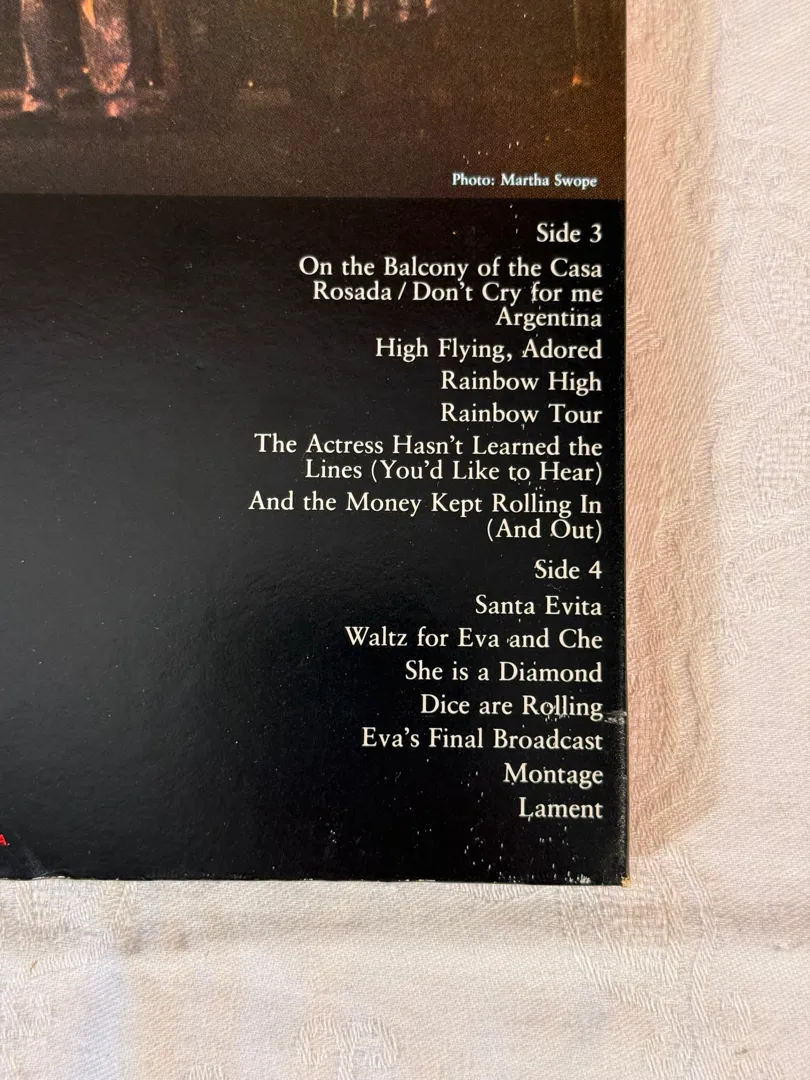 Photo: Martha Swope
Side 3
On the Balcony of the Casa
Rosada / Don't Cry for me
Argentina
High Flying, Adored
Rainbow High
Rainbow Tour
The Actress Hasn't Learned the
Lines (You'd Like to Hear)
And the Money Kept Rolling In
(And Out)
Side 4
Santa Evita
Waltz for Eva and Che
She is a Diamond
Dice are Rolling
Eva's Final Broadcast
Montage
Lament
A.